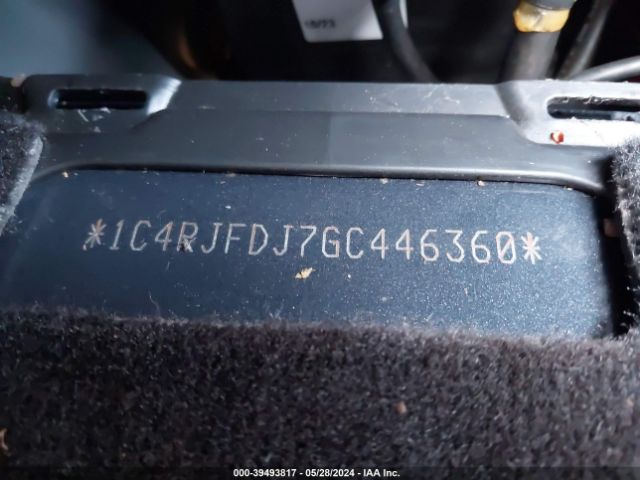 *1C4RJFDJ7GC446360*
000-39493817 - 05/28/2024 - IAA Inc.